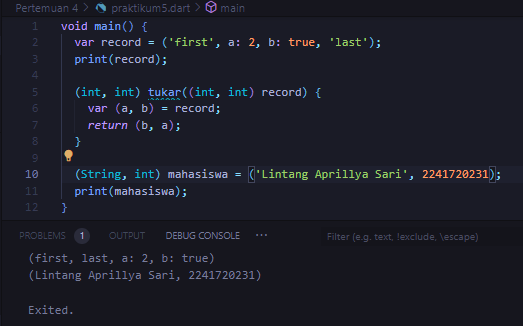 Pertemuan 4 > praktikum5.dart > main
1 void main() {
2 var record = ('first', a: 2, b: true, 'last');
3 print(record);
4
5 (int, int) tukar((int, int) record) {
6 var (a, b) = record;
7 return (b, a);
8 }
9
10 (String, int) mahasiswa = ('Lintang Aprillya Sari', 2241720231);
11 print(mahasiswa);
12 }
PROBLEMS 1 OUTPUT DEBUG CONSOLE ··· Filter (e.g. text, !exclude, \escape)
(first, last, a: 2, b: true)
(Lintang Aprillya Sari, 2241720231)
Exited.